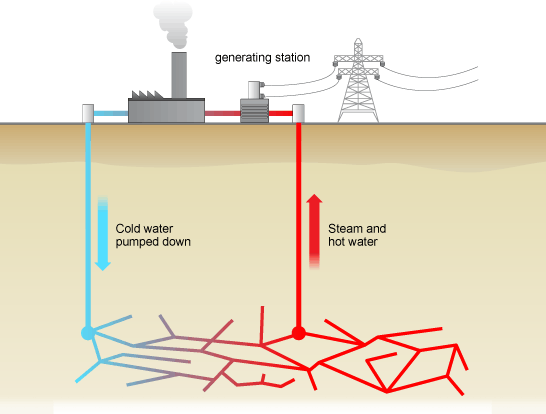 generating station
Cold water
pumped down
Steam and
hot water